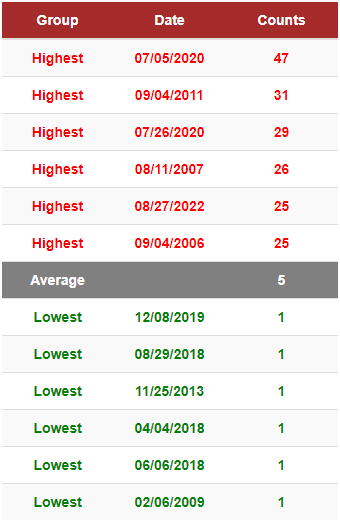 Group Date Counts
Highest 07/05/2020 47
Highest 09/04/2011 31
Highest 07/26/2020 29
Highest 08/11/2007 26
Highest 08/27/2022 25
Highest 09/04/2006 25
Average 5
Lowest 12/08/2019 1
Lowest 08/29/2018 1
Lowest 11/25/2013 1
Lowest 04/04/2018 1
Lowest 06/06/2018 1
Lowest 02/06/2009 1